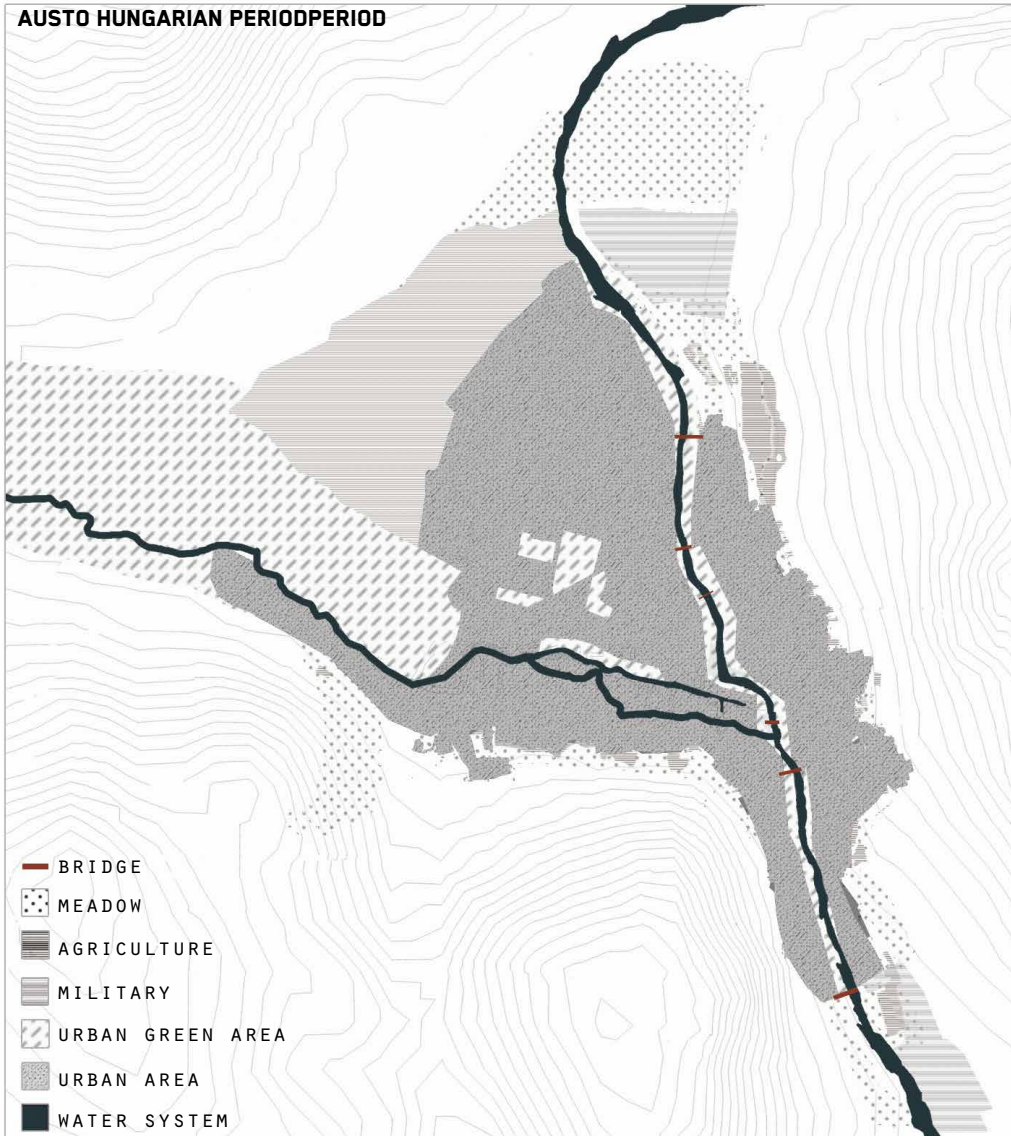 AUSTO HUNGARIAN PERIODPERIOD
BRIDGE
MEADOW
AGRICULTURE
MILITARY
URBAN GREEN AREA
URBAN AREA
WATER SYSTEM